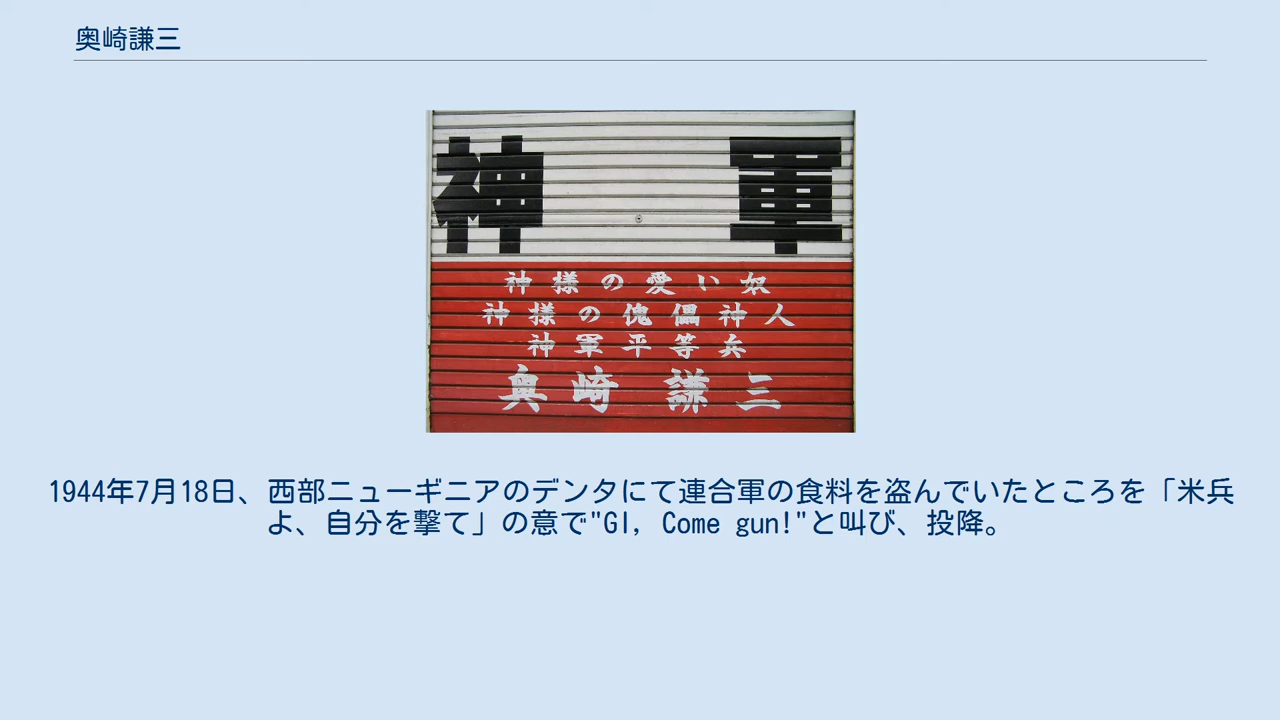 奥崎謙三
神 軍
神様の愛い奴
神様の傀儡神人
神軍平等兵
奥崎 謙三
1944年7月18日、西部ニューギニアのデンタにて連合軍の食料を盗んでいたところを「米兵
よ、自分を撃て」の意で"GI, Come gun!"と叫び、投降。